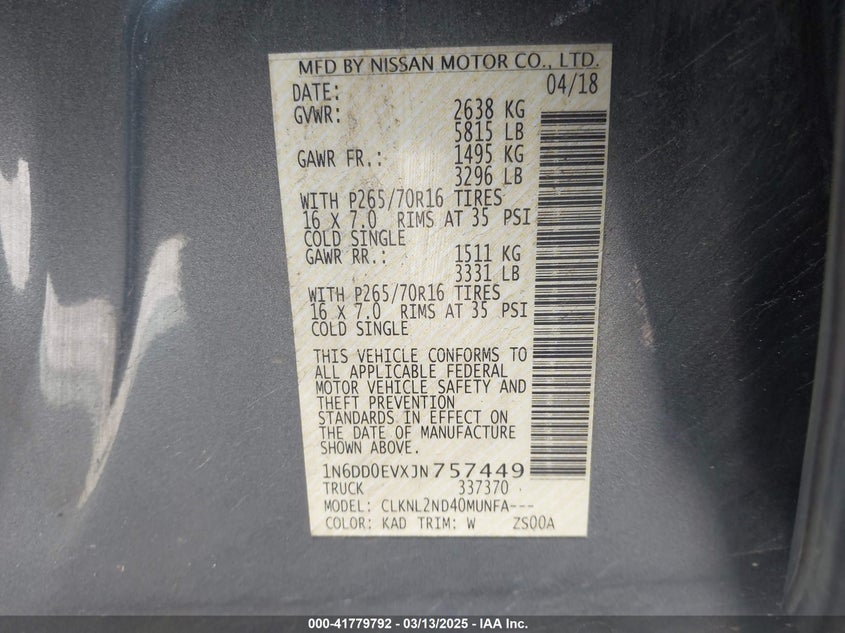 MFD BY NISSAN MOTOR CO., LTD.
DATE: 04/18
GVWR: 2638 KG
5815 LB
GAWR FR.: 1495 KG
3296 LB
WITH P265/70R16 TIRES
16 X 7.0 RIMS AT 35 PSI
COLD SINGLE
GAWR RR.: 1511 KG
3331 LB
WITH P265/70R16 TIRES
16 X 7.0 RIMS AT 35 PSI
COLD SINGLE
THIS VEHICLE CONFORMS TO
ALL APPLICABLE FEDERAL
MOTOR VEHICLE SAFETY AND
THEFT PREVENTION
STANDARDS IN EFFECT ON
THE DATE OF MANUFACTURE
SHOWN ABOVE.
1N6DD0EVXJN757449
TRUCK 337370
MODEL: CLKNL2ND40MUNFA---
COLOR: KAD TRIM: W ZS00A
000-41779792 - 03/13/2025 - IAA Inc.